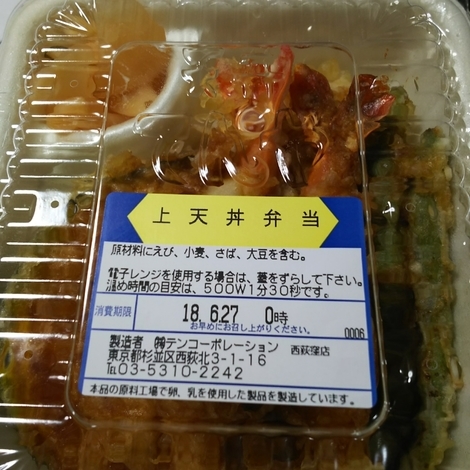 上天丼弁当
原材料にえび、小麦、さば、大豆を含む。
電子レンジを使用する場合は、蓋をずらして下さい。
温め時間の目安は、500W1分30秒です。
消費期限 18.6.27 0時
お早めにお召し上がりください。
0006
製造者 ㈱テンコーポレーション 西荻窪店
東京都杉並区西荻北3-1-16
℡03-5310-2242
本品の原料工場で卵，乳を使用した製品を製造しています。